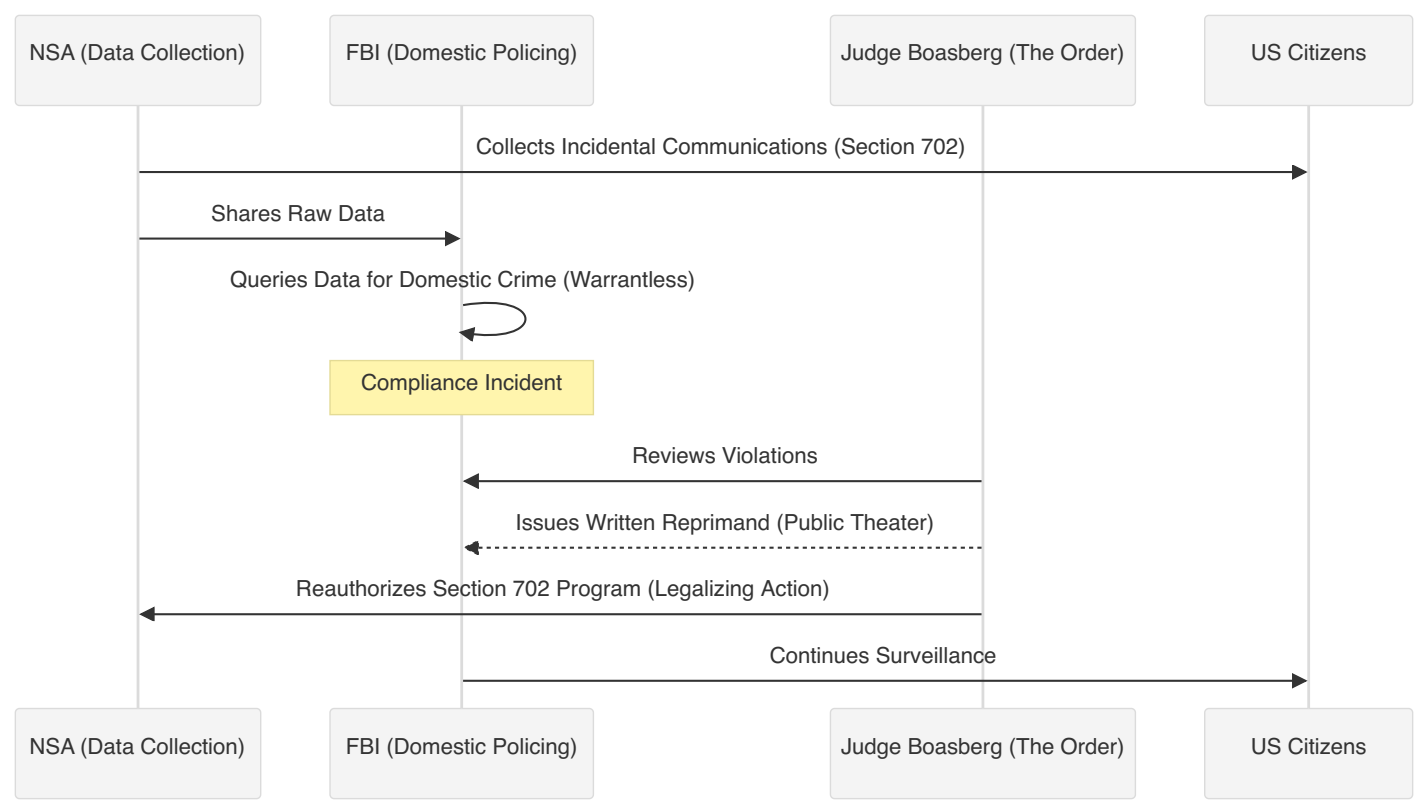 NSA (Data Collection)
FBI (Domestic Policing)
Judge Boasberg (The Order)
US Citizens
Collects Incidental Communications (Section 702)
Shares Raw Data
Queries Data for Domestic Crime (Warrantless)
Compliance Incident
Reviews Violations
Issues Written Reprimand (Public Theater)
Reauthorizes Section 702 Program (Legalizing Action)
Continues Surveillance
NSA (Data Collection)
FBI (Domestic Policing)
Judge Boasberg (The Order)
US Citizens